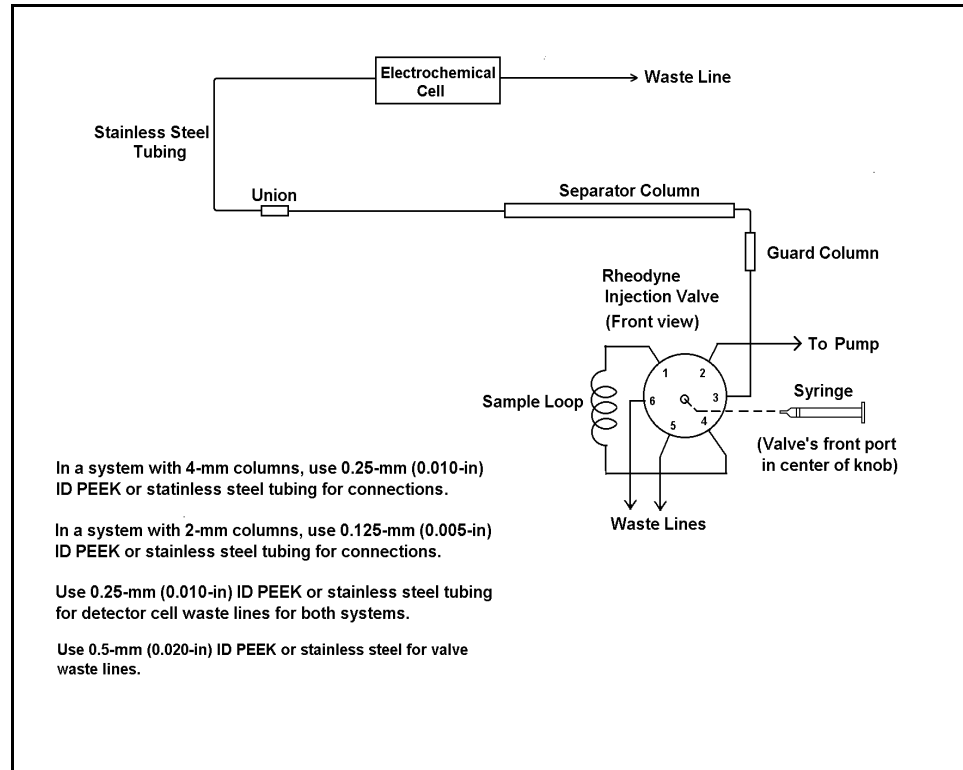 Electrochemical
Cell
Waste Line
Stainless Steel
Tubing
Union
Separator Column
Guard Column
Rheodyne
Injection Valve
(Front view)
To Pump
1
2
3
4
5
6
Sample Loop
Syringe
(Valve's front port
in center of knob)
Waste Lines
In a system with 4-mm columns, use 0.25-mm (0.010-in)
ID PEEK or statinless steel tubing for connections.
In a system with 2-mm columns, use 0.125-mm (0.005-in)
ID PEEK or stainless steel tubing for connections.
Use 0.25-mm (0.010-in) ID PEEK or stainless steel tubing
for detector cell waste lines for both systems.
Use 0.5-mm (0.020-in) ID PEEK or stainless steel for valve
waste lines.